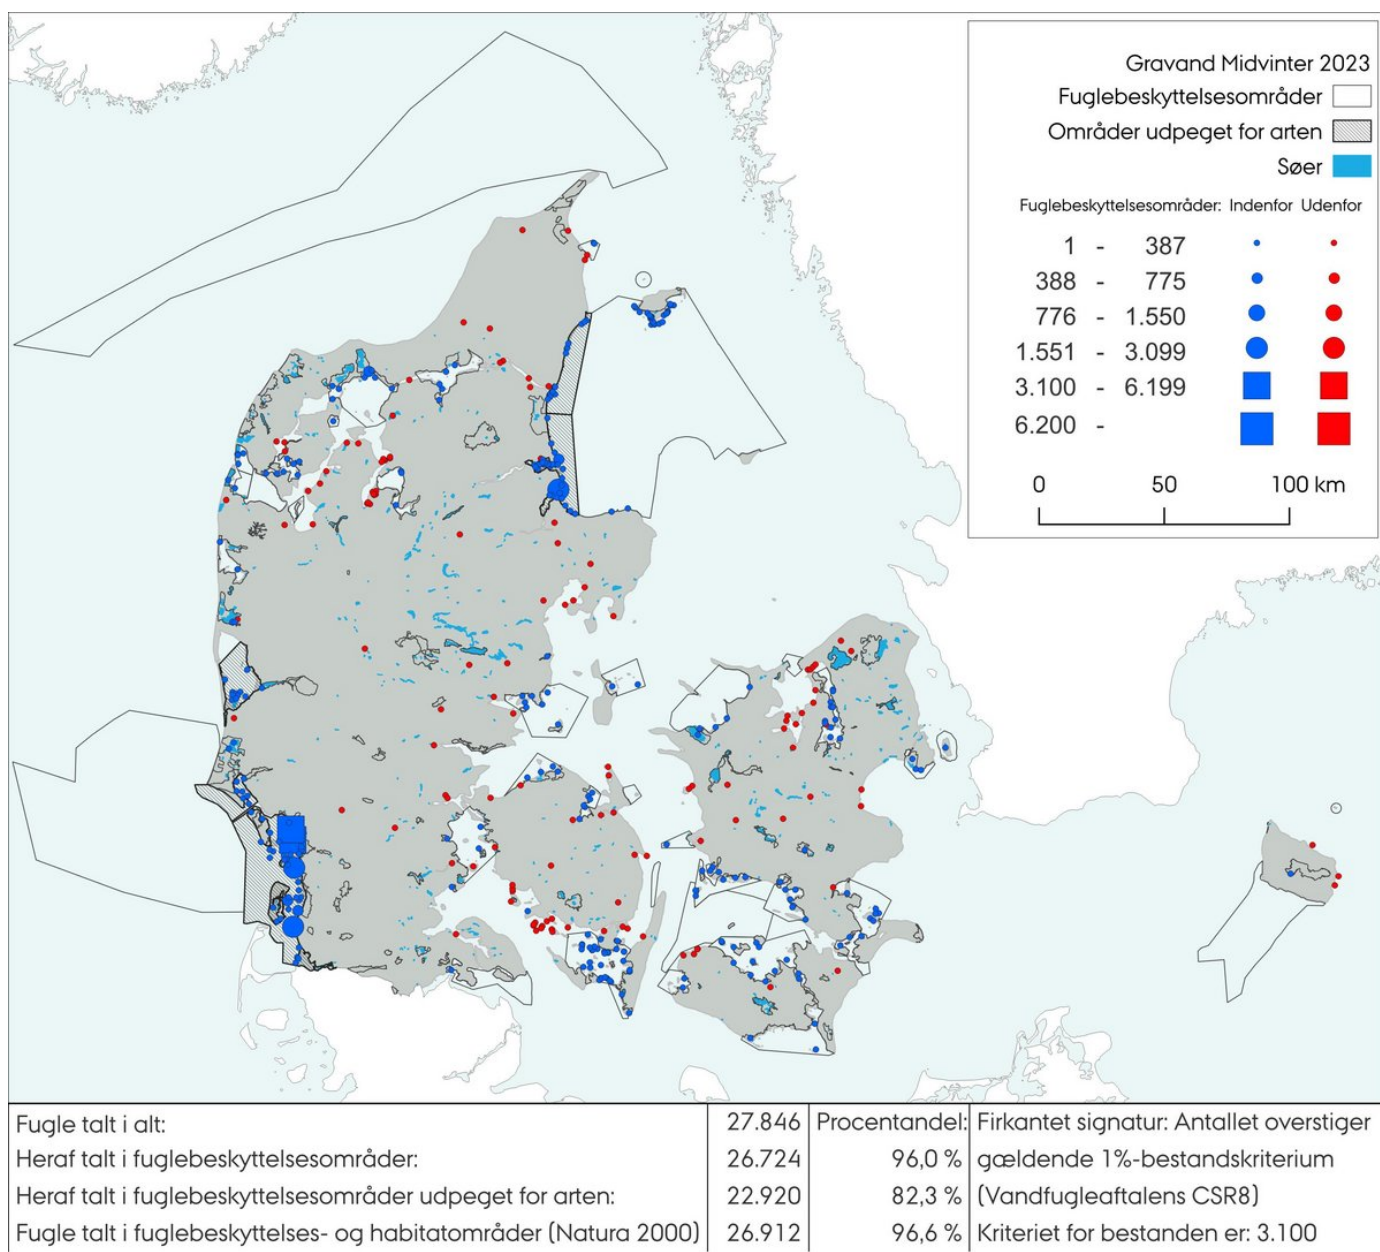 Gravand Midvinter 2023
Fuglebeskyttelsesområder
Områder udpeget for arten
Søer
Fuglebeskyttelsesområder: Indenfor Udenfor
1 - 387
388 - 775
776 - 1.550
1.551 - 3.099
3.100 - 6.199
6.200 -
0 50 100 km
Fugle talt i alt: 27.846 Procentandel: Firkantet signatur: Antallet overstiger
Heraf talt i fuglebeskyttelsesområder: 26.724 96,0 % gældende 1%-bestandskriterium
Heraf talt i fuglebeskyttelsesområder udpeget for arten: 22.920 82,3 % (Vandfugleaftalens CSR8)
Fugle talt i fuglebeskyttelses- og habitatområder (Natura 2000) 26.912 96,6 % Kriteriet for bestanden er: 3.100